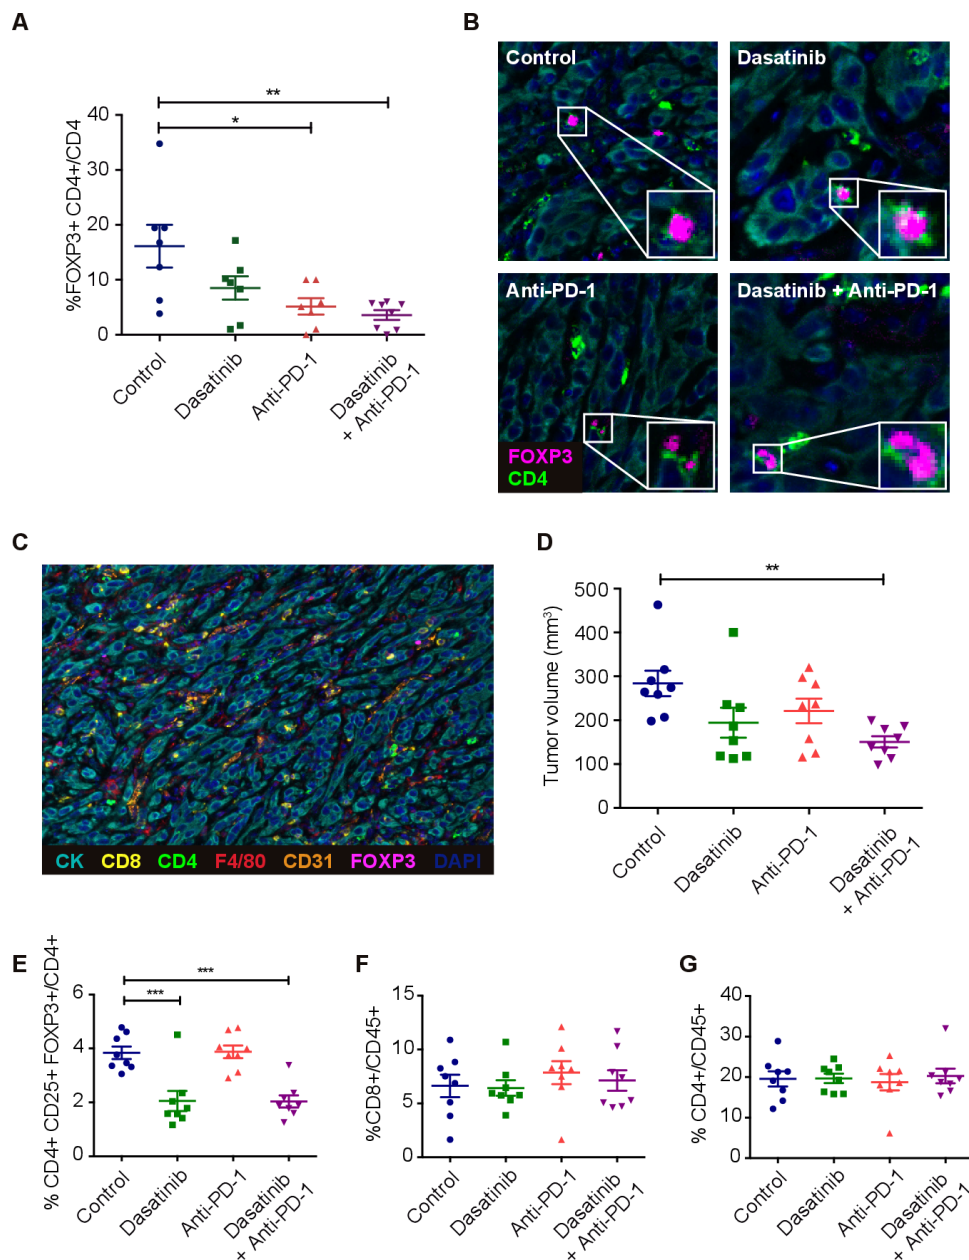 A
**
*
%FOXP3+ CD4+/CD4
40
30
20
10
0
Control
Dasatinib
Anti-PD-1
Dasatinib
+ Anti-PD-1
B
Control
Dasatinib
Anti-PD-1
Dasatinib + Anti-PD-1
FOXP3
CD4
C
CK CD8 CD4 F4/80 CD31 FOXP3 DAPI
D
**
Tumor volume (mm³)
500
400
300
200
100
0
Control
Dasatinib
Anti-PD-1
Dasatinib
+ Anti-PD-1
E
***
***
% CD4+ CD25+ FOXP3+/CD4+
6
4
2
0
Control
Dasatinib
Anti-PD-1
Dasatinib
+ Anti-PD-1
F
%CD8+/CD45+
15
10
5
0
Control
Dasatinib
Anti-PD-1
Dasatinib
+ Anti-PD-1
G
% CD4+/CD45+
40
30
20
10
0
Control
Dasatinib
Anti-PD-1
Dasatinib
+ Anti-PD-1